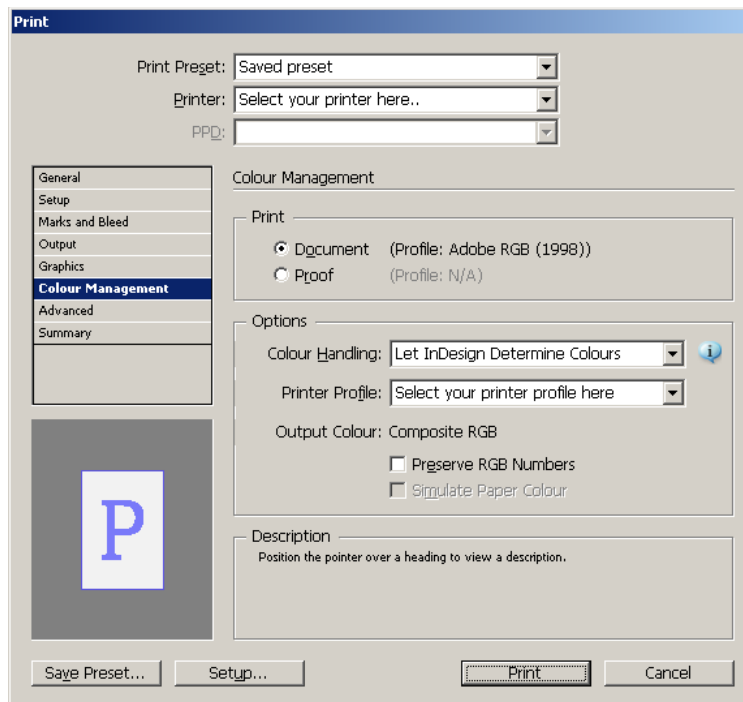 Print
Print Preset: Saved preset
Printer: Select your printer here..
PPD:
General
Setup
Marks and Bleed
Output
Graphics
Colour Management
Advanced
Summary
Colour Management
Print
Document (Profile: Adobe RGB (1998))
Proof (Profile: N/A)
Options
Colour Handling: Let InDesign Determine Colours
Printer Profile: Select your printer profile here
Output Colour: Composite RGB
Preserve RGB Numbers
Simulate Paper Colour
P
Description
Position the pointer over a heading to view a description.
Save Preset... Setup... Print Cancel